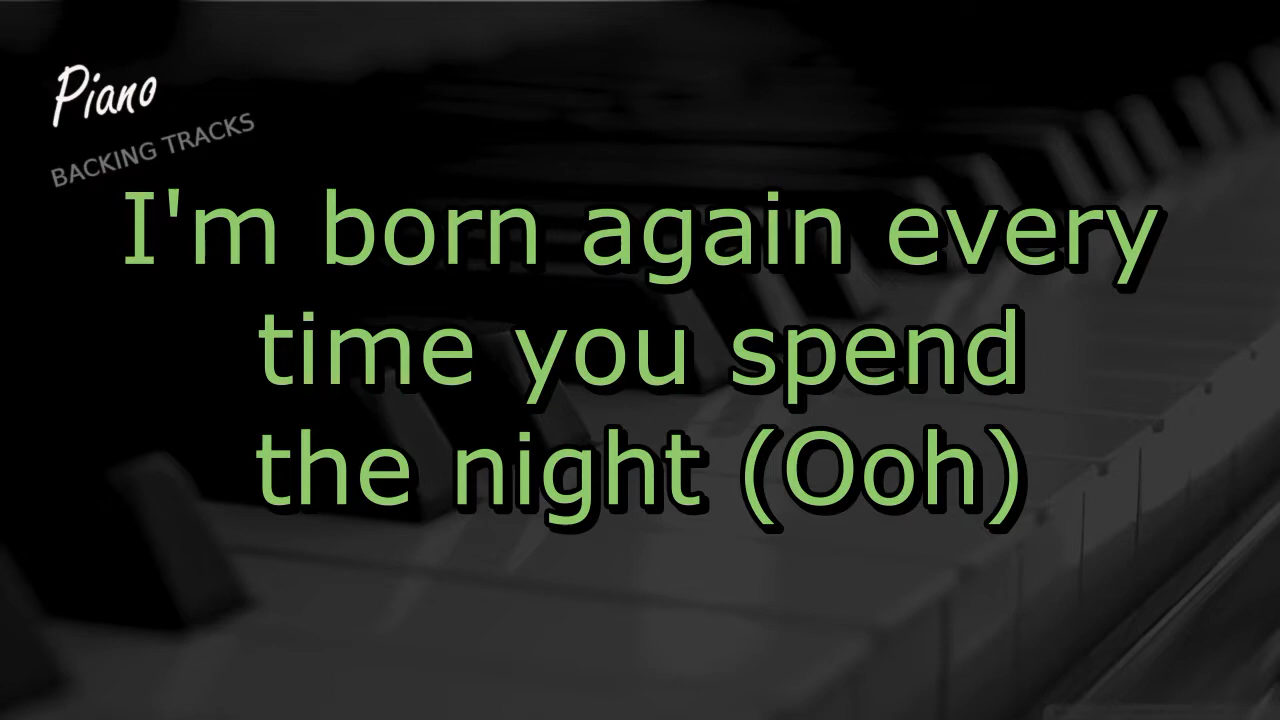 Piano
BACKING TRACKS
I'm born again every
time you spend
the night (Ooh)